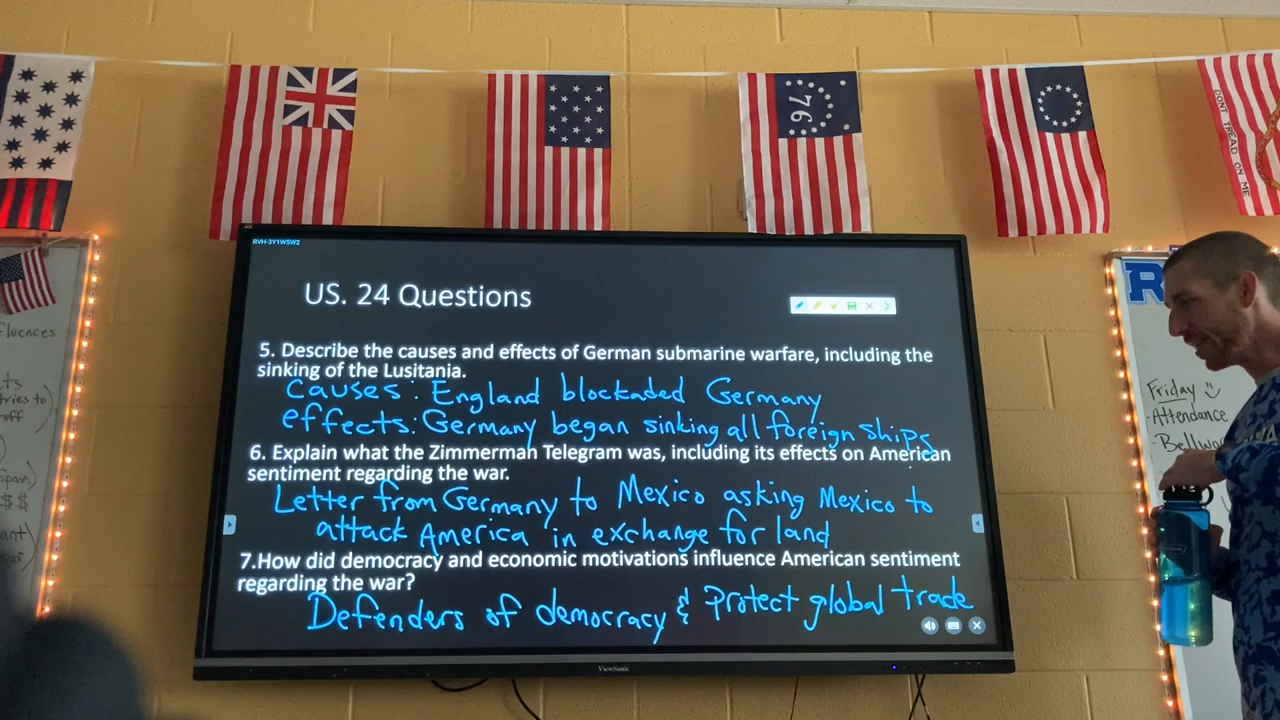 RVH-3Y1WSW2
US. 24 Questions
5. Describe the causes and effects of German submarine warfare, including the
sinking of the Lusitania.
Causes: England blockaded Germany
effects: Germany began sinking all foreign ships
6. Explain what the Zimmerman Telegram was, including its effects on American
sentiment regarding the war.
Letter from Germany to Mexico asking Mexico to
attack America in exchange for land
7.How did democracy and economic motivations influence American sentiment
regarding the war?
Defenders of democracy & Protect global trade
ViewSonic
76
DONT TREAD ON ME
fluences
R
Friday
-Attendance